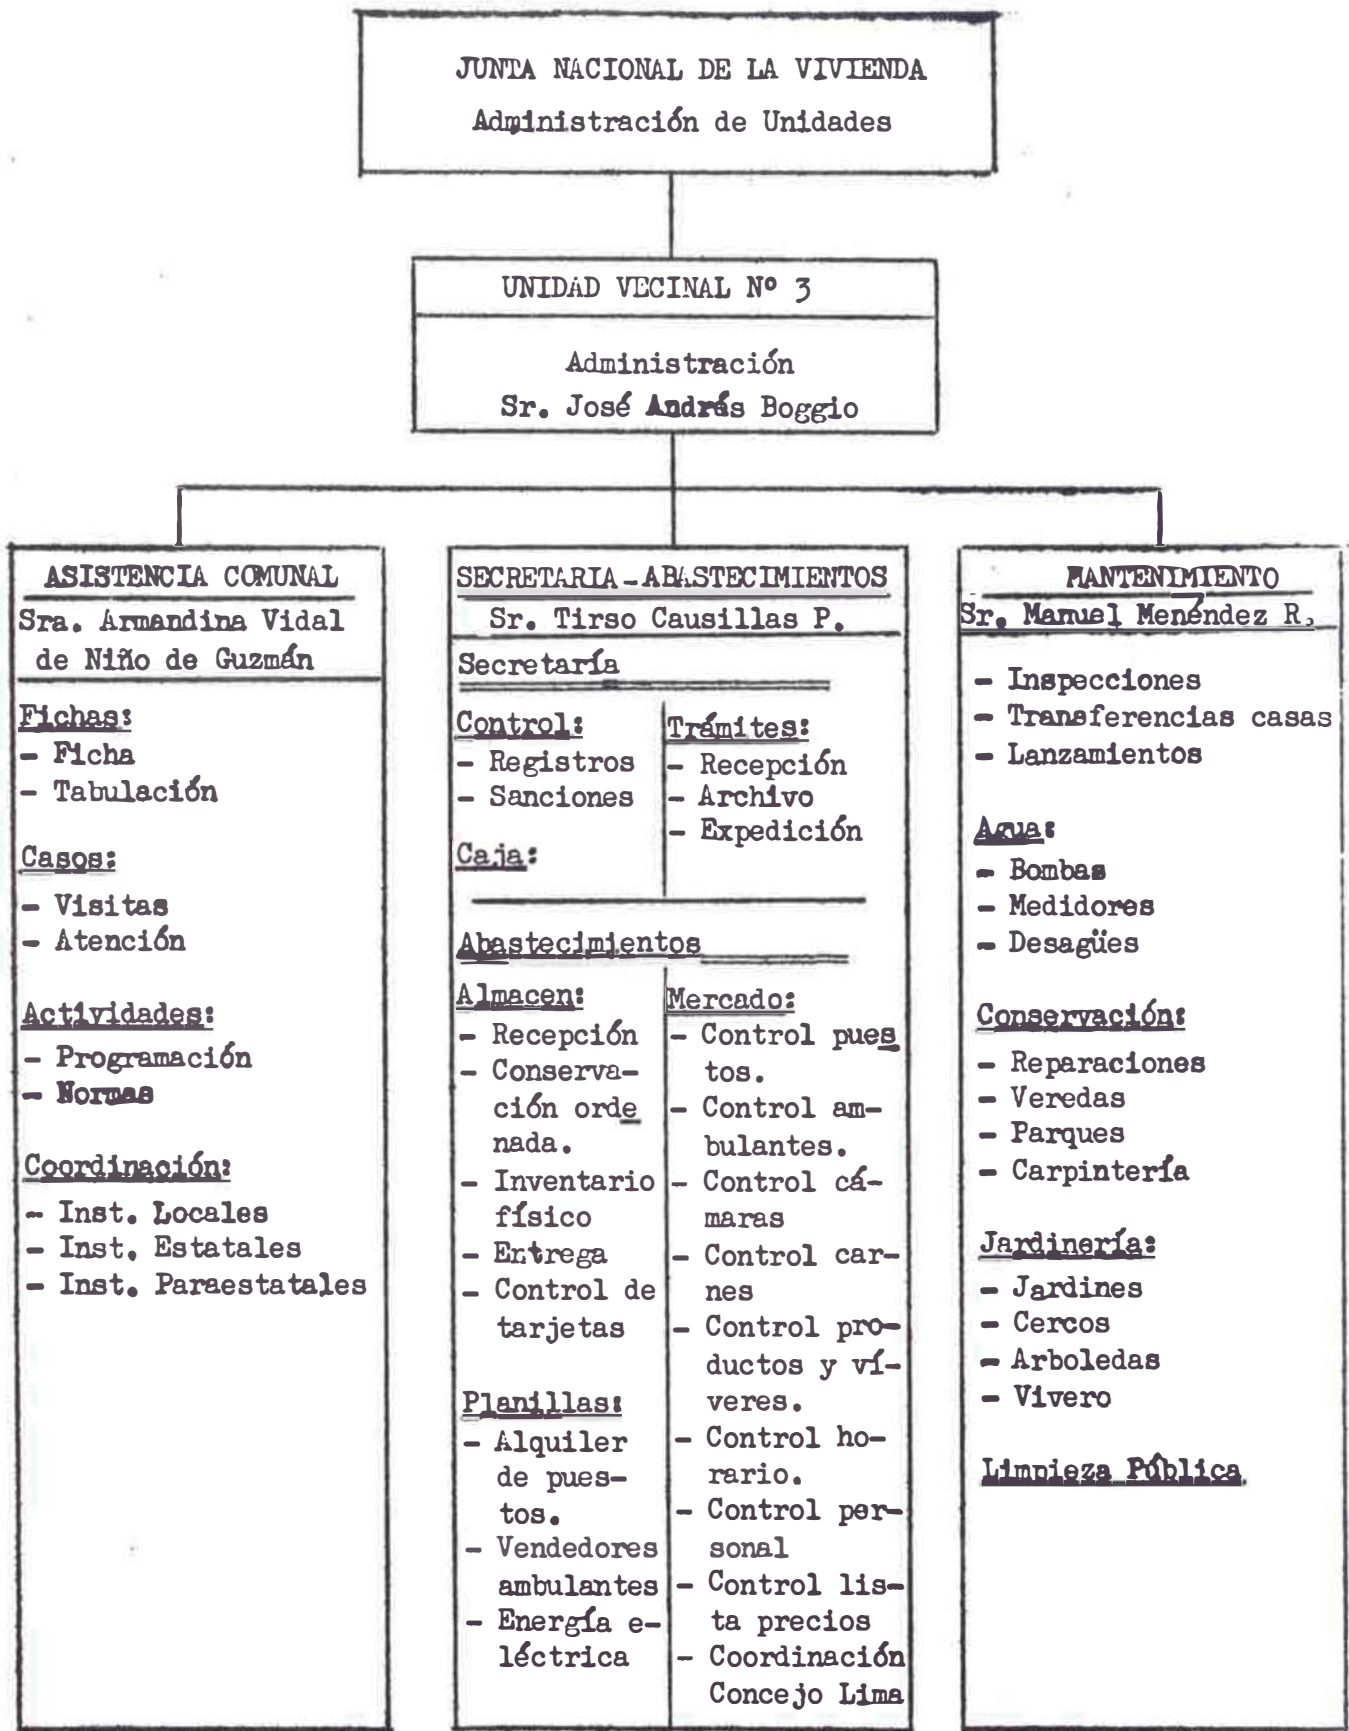 JUNTA NACIONAL DE LA VIVIENDA
Administración de Unidades
UNIDAD VECINAL Nº 3
Administración
Sr. José Andrés Boggio
ASISTENCIA COMUNAL
Sra. Armandina Vidal
de Niño de Guzmán
Fichas:
- Ficha
- Tabulación
Casos:
- Visitas
- Atención
Actividades:
- Programación
- Normas
Coordinación:
- Inst. Locales
- Inst. Estatales
- Inst. Paraestatales
SECRETARIA-ABASTECIMIENTOS
Sr. Tirso Causillas P.
Secretaría
Control:
- Registros
- Sanciones
Caja:
Trámites:
- Recepción
- Archivo
- Expedición
Abastecimientos
Almacen:
- Recepción
- Conserva-
ción orde
nada.
- Inventario
físico
- Entrega
- Control de
tarjetas
Planillas:
- Alquiler
de pues-
tos.
- Vendedores
ambulantes
- Energía e-
léctrica
Mercado:
- Control pues
tos.
- Control am-
bulantes.
- Control cá-
maras
- Control car-
nes
- Control pro-
ductos y ví-
veres.
- Control ho-
rario.
- Control per-
sonal
- Control lis-
ta precios
- Coordinación
Concejo Lima
MANTENIMIENTO
Sr. Manuel Menéndez R.
- Inspecciones
- Transferencias casas
- Lanzamientos
Agua:
- Bombas
- Medidores
- Desagües
Conservación:
- Reparaciones
- Veredas
- Parques
- Carpintería
Jardinería:
- Jardines
- Cercos
- Arboledas
- Vivero
Limpieza Pública